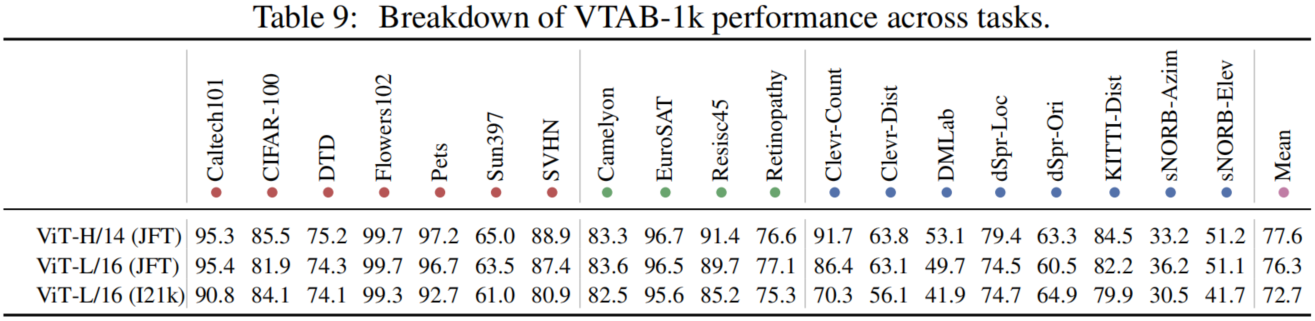 Table 9: Breakdown of VTAB-1k performance across tasks.
Caltech101 CIFAR-100 DTD Flowers102 Pets Sun397 SVHN Camelyon EuroSAT Resisc45 Retinopathy Clevr-Count Clevr-Dist DMLab dSpr-Loc dSpr-Ori KITTI-Dist sNORB-Azim sNORB-Elev Mean
ViT-H/14 (JFT) 95.3 85.5 75.2 99.7 97.2 65.0 88.9 83.3 96.7 91.4 76.6 91.7 63.8 53.1 79.4 63.3 84.5 33.2 51.2 77.6
ViT-L/16 (JFT) 95.4 81.9 74.3 99.7 96.7 63.5 87.4 83.6 96.5 89.7 77.1 86.4 63.1 49.7 74.5 60.5 82.2 36.2 51.1 76.3
ViT-L/16 (I21k) 90.8 84.1 74.1 99.3 92.7 61.0 80.9 82.5 95.6 85.2 75.3 70.3 56.1 41.9 74.7 64.9 79.9 30.5 41.7 72.7